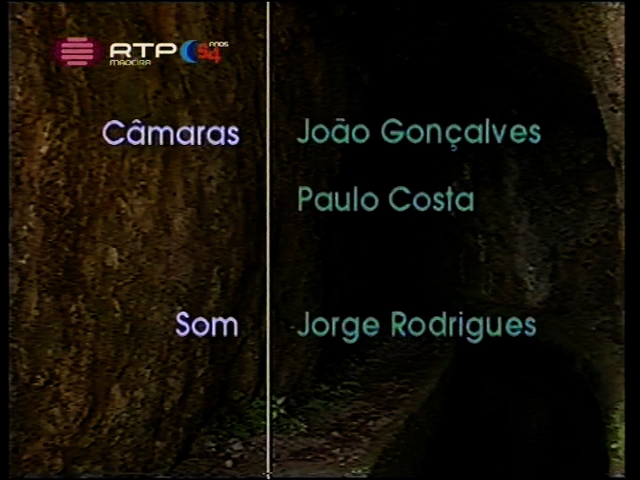 RTP
MADEIRA
54 ANOS
Câmaras João Gonçalves
Paulo Costa
Som Jorge Rodrigues